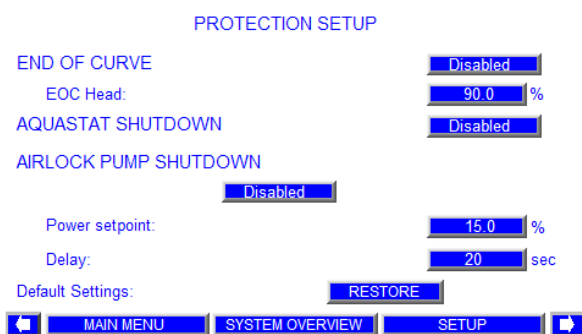 PROTECTION SETUP
END OF CURVE Disabled
EOC Head: 90.0 %
AQUASTAT SHUTDOWN Disabled
AIRLOCK PUMP SHUTDOWN
Disabled
Power setpoint: 15.0 %
Delay: 20 sec
Default Settings: RESTORE
MAIN MENU SYSTEM OVERVIEW SETUP